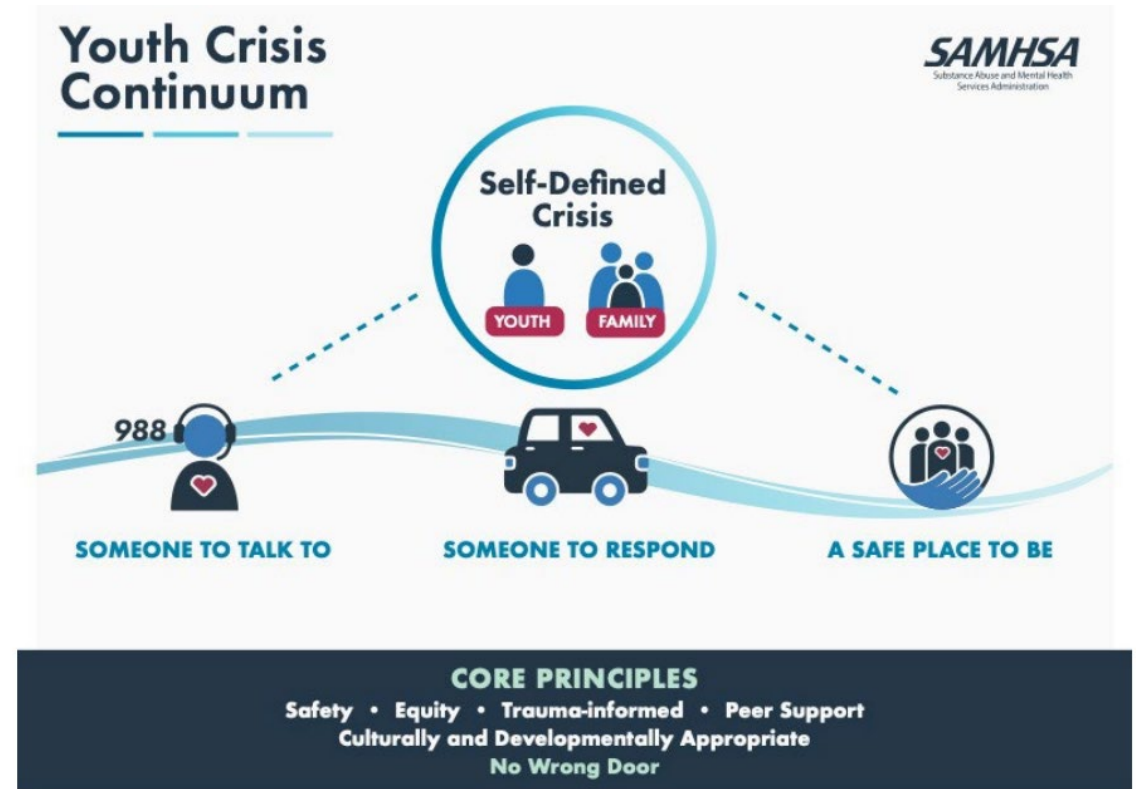 Youth Crisis
Continuum
SAMHSA
Substance Abuse and Mental Health
Services Administration
Self-Defined
Crisis
YOUTH
FAMILY
988
SOMEONE TO TALK TO
SOMEONE TO RESPOND
A SAFE PLACE TO BE
CORE PRINCIPLES
Safety • Equity • Trauma-informed • Peer Support
Culturally and Developmentally Appropriate
No Wrong Door